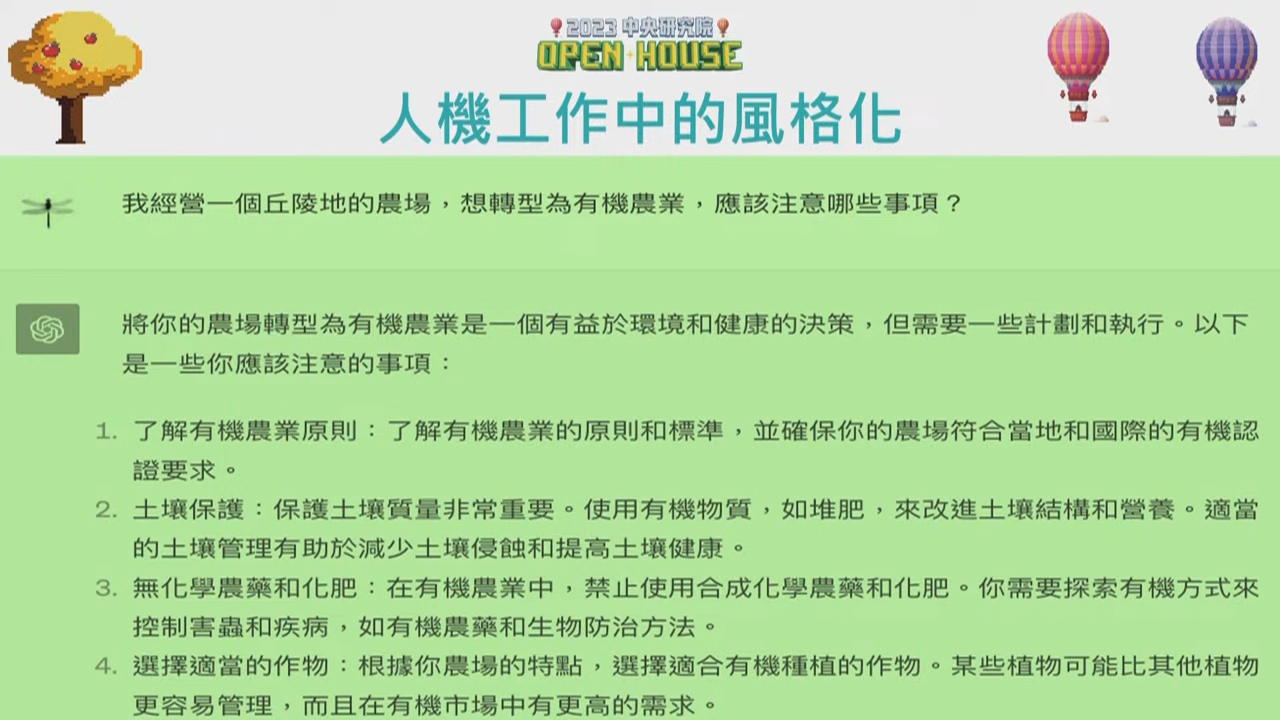 2023 中央研究院
OPEN HOUSE
人機工作中的風格化
我經營一個丘陵地的農場，想轉型為有機農業，應該注意哪些事項？
將你的農場轉型為有機農業是一個有益於環境和健康的決策，但需要一些計劃和執行。以下
是一些你應該注意的事項：
1. 了解有機農業原則：了解有機農業的原則和標準，並確保你的農場符合當地和國際的有機認
證要求。
2. 土壤保護：保護土壤質量非常重要。使用有機物質，如堆肥，來改進土壤結構和營養。適當
的土壤管理有助於減少土壤侵蝕和提高土壤健康。
3. 無化學農藥和化肥：在有機農業中，禁止使用合成化學農藥和化肥。你需要探索有機方式來
控制害蟲和疾病，如有機農藥和生物防治方法。
4. 選擇適當的作物：根據你農場的特點，選擇適合有機種植的作物。某些植物可能比其他植物
更容易管理，而且在有機市場中有更高的需求。